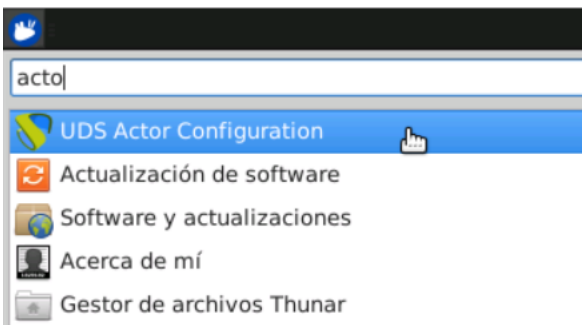 acto
UDS Actor Configuration
Actualización de software
Software y actualizaciones
Acerca de mí
Gestor de archivos Thunar